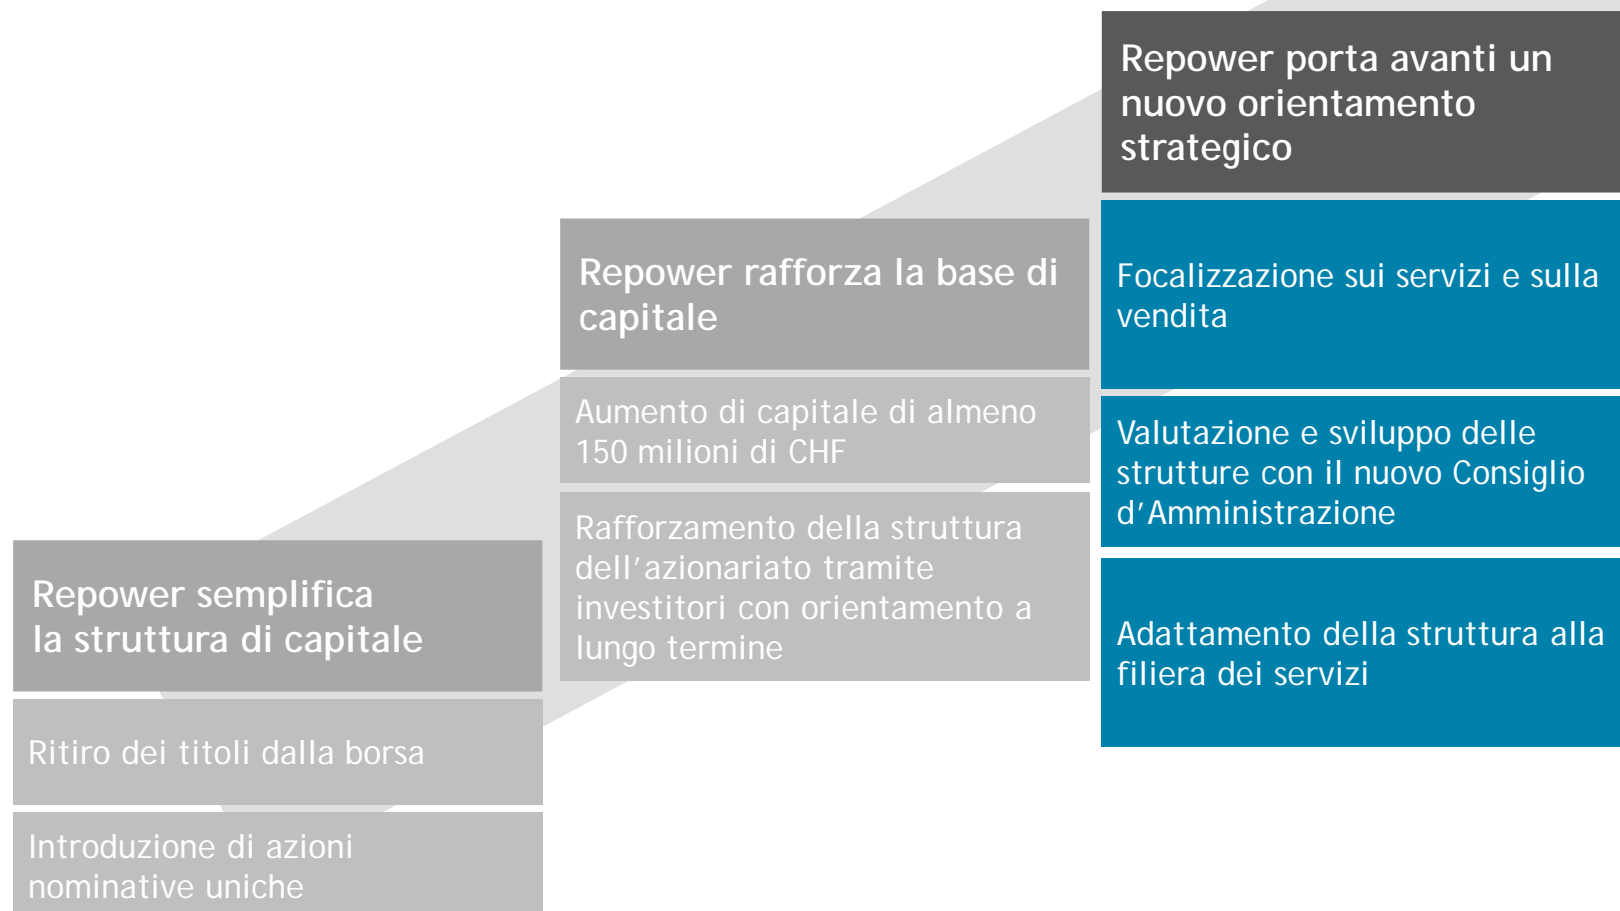 Repower semplifica
la struttura di capitale
Ritiro dei titoli dalla borsa
Introduzione di azioni
nominative uniche
Repower rafforza la base di
capitale
Aumento di capitale di almeno
150 milioni di CHF
Rafforzamento della struttura
dell’azionariato tramite
investitori con orientamento a
lungo termine
Repower porta avanti un
nuovo orientamento
strategico
Focalizzazione sui servizi e sulla
vendita
Valutazione e sviluppo delle
strutture con il nuovo Consiglio
d’Amministrazione
Adattamento della struttura alla
filiera dei servizi